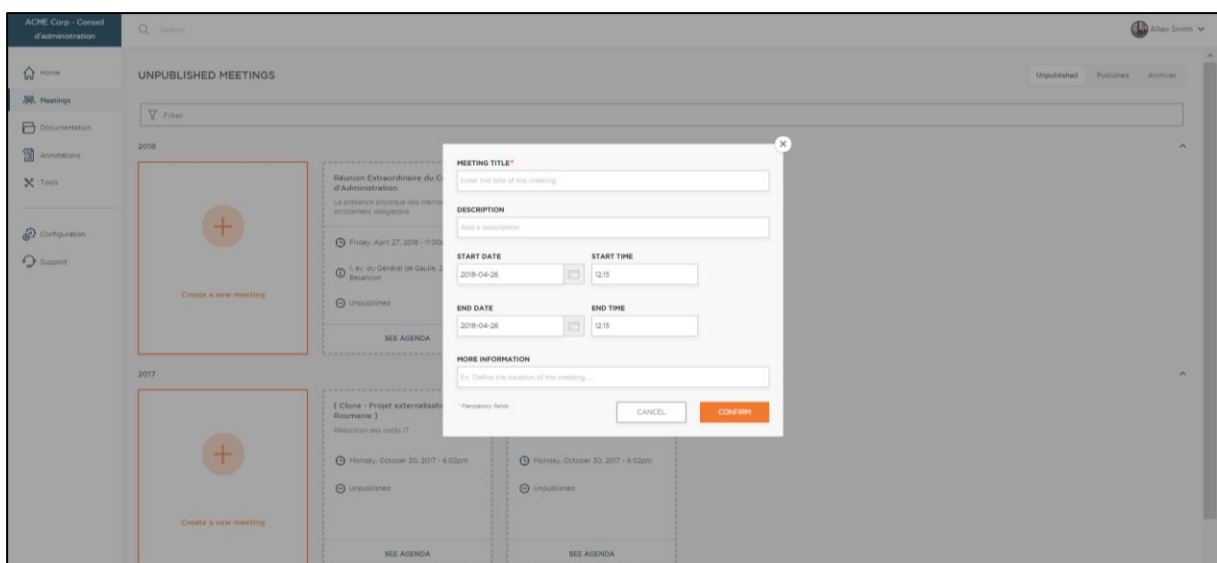 ACME Corp - Conseil
d'administration
Search
Allan Smith
Home
Meetings
Documentation
Annotations
Tools
Configuration
Support
UNPUBLISHED MEETINGS
Unpublished Published Archives
Filter
2018
Create a new meeting
Réunion Extraordinaire du C
d'Administration
La présence physique des memb
strictement obligatoire
Friday, April 27, 2018 - 11:00
1, av. du Général de Gaulle, 2
Besançon
Unpublished
SEE AGENDA
MEETING TITLE*
Enter the title of the meeting
DESCRIPTION
Add a description
START DATE START TIME
2018-04-26 12:15
END DATE END TIME
2018-04-26 12:15
MORE INFORMATION
Ex: Define the location of the meeting, ...
* Mandatory fields
CANCEL CONFIRM
2017
Create a new meeting
[ Clone - Projet externalisati
Roumanie ]
Réduction des coûts IT
Monday, October 30, 2017 - 6:02pm
Unpublished
SEE AGENDA
Monday, October 30, 2017 - 6:02pm
Unpublished
SEE AGENDA